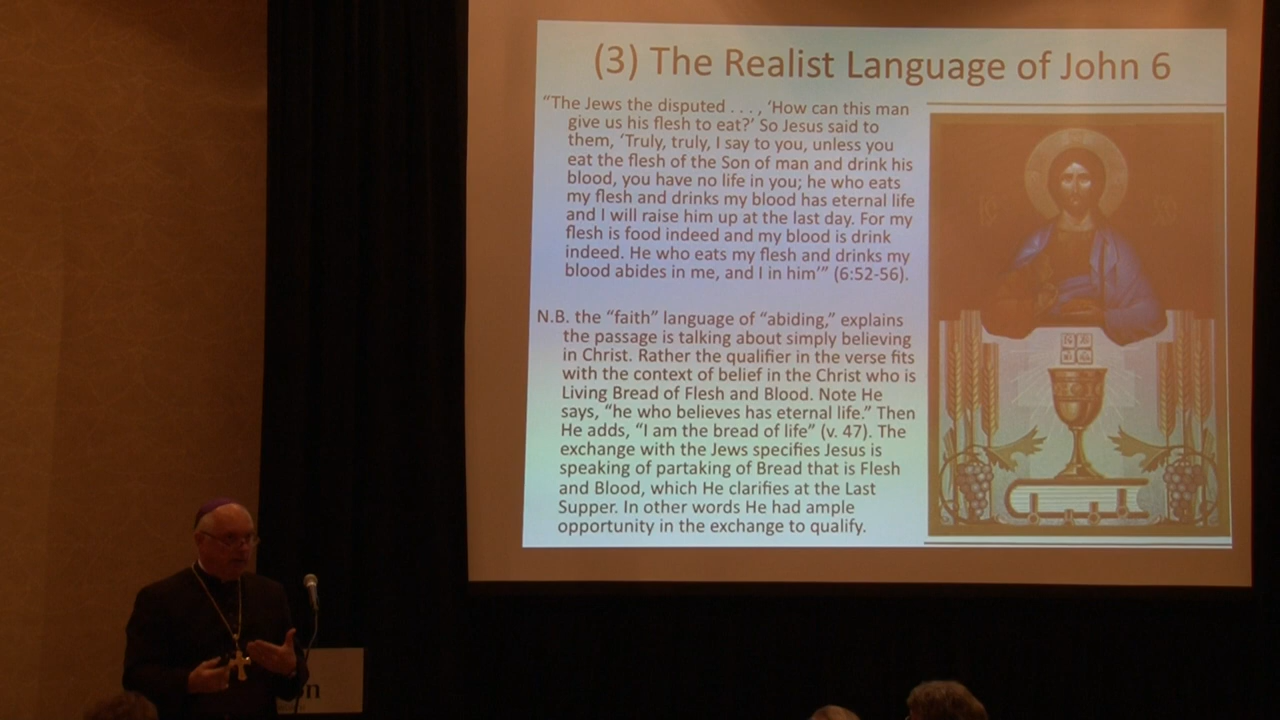 (3) The Realist Language of John 6
“The Jews the disputed . . . , ‘How can this man
give us his flesh to eat?’ So Jesus said to
them, ‘Truly, truly, I say to you, unless you
eat the flesh of the Son of man and drink his
blood, you have no life in you; he who eats
my flesh and drinks my blood has eternal life
and I will raise him up at the last day. For my
flesh is food indeed and my blood is drink
indeed. He who eats my flesh and drinks my
blood abides in me, and I in him’” (6:52-56).
N.B. the “faith” language of “abiding,” explains
the passage is talking about simply believing
in Christ. Rather the qualifier in the verse fits
with the context of belief in the Christ who is
Living Bread of Flesh and Blood. Note He
says, “he who believes has eternal life.” Then
He adds, “I am the bread of life” (v. 47). The
exchange with the Jews specifies Jesus is
speaking of partaking of Bread that is Flesh
and Blood, which He clarifies at the Last
Supper. In other words He had ample
opportunity in the exchange to qualify.